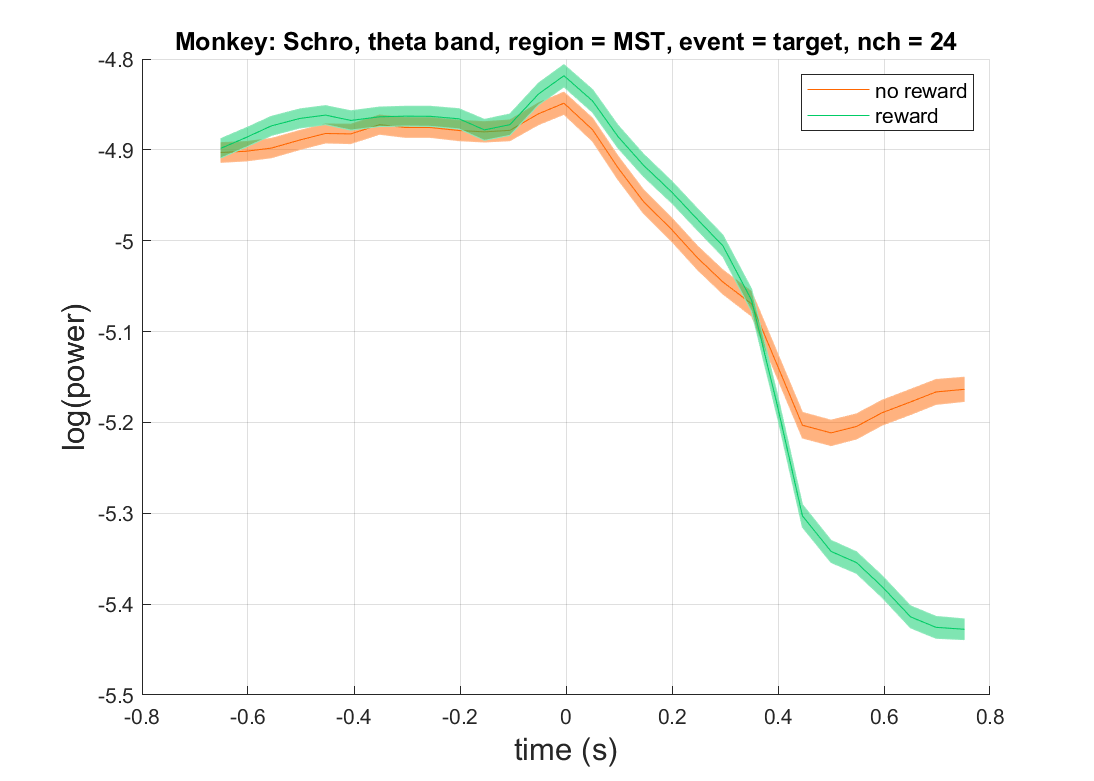 Monkey: Schro, theta band, region = MST, event = target, nch = 24
no reward
reward
log(power)
-4.8
-4.9
-5
-5.1
-5.2
-5.3
-5.4
-5.5
-0.8 -0.6 -0.4 -0.2 0 0.2 0.4 0.6 0.8
time (s)